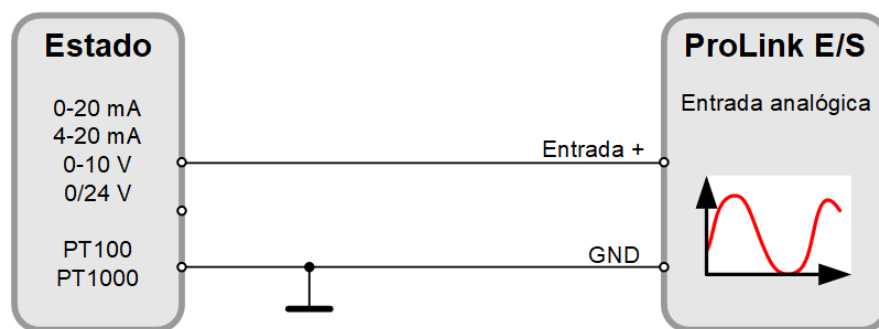 Estado
0-20 mA
4-20 mA
0-10 V
0/24 V
PT100
PT1000
Entrada +
GND
ProLink E/S
Entrada analógica